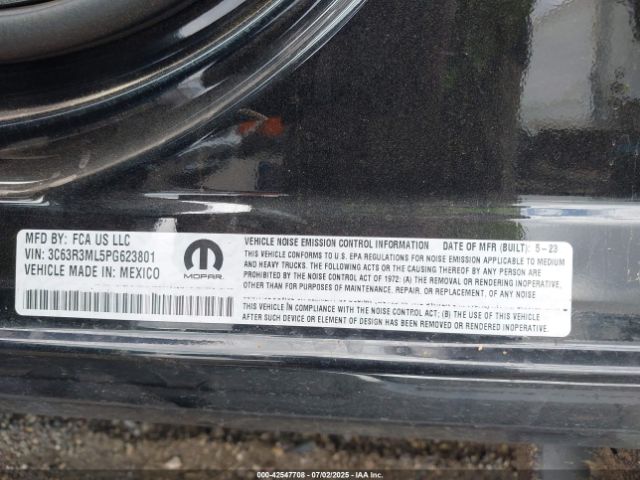 MFD BY: FCA US LLC
VIN: 3C63R3ML5PG623801
VEHICLE MADE IN: MEXICO
MOPAR
VEHICLE NOISE EMISSION CONTROL INFORMATION DATE OF MFR (BUILT): 5-23
THIS VEHICLE CONFORMS TO U.S. EPA REGULATIONS FOR NOISE EMISSION APPLICABLE TO MEDIUM
AND HEAVY TRUCKS. THE FOLLOWING ACTS OR THE CAUSING THEREOF BY ANY PERSON ARE
PROHIBITED BY THE NOISE CONTROL ACT OF 1972: (A) THE REMOVAL OR RENDERING INOPERATIVE,
OTHER THAN FOR PURPOSES OF MAINTENANCE, REPAIR, OR REPLACEMENT, OF ANY NOISE
THIS VEHICLE IN COMPLIANCE WITH THE NOISE CONTROL ACT; (B) THE USE OF THIS VEHICLE
AFTER SUCH DEVICE OR ELEMENT OF DESIGN HAS BEEN REMOVED OR RENDERED INOPERATIVE.
000-42547708 - 07/02/2025 - IAAI.COM